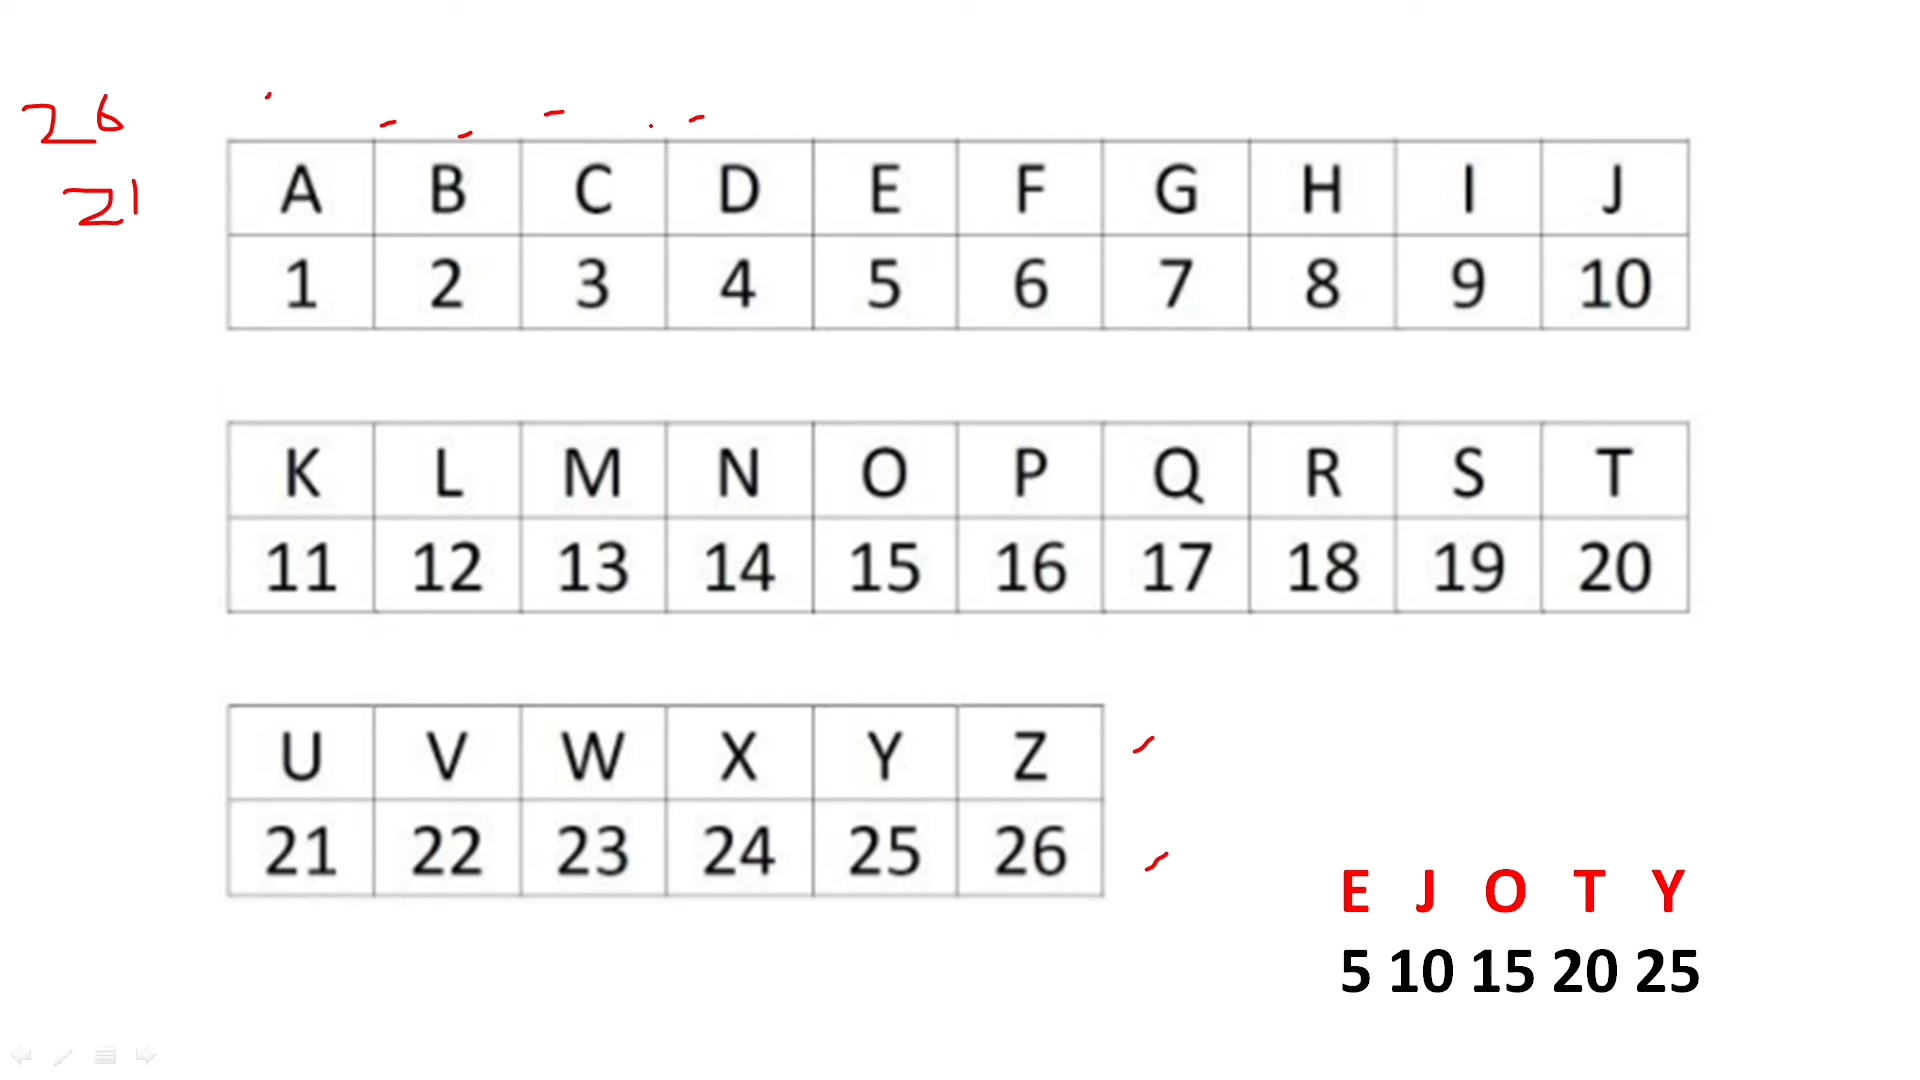 26
21
A B C D E F G H I J
1 2 3 4 5 6 7 8 9 10
K L M N O P Q R S T
11 12 13 14 15 16 17 18 19 20
U V W X Y Z
21 22 23 24 25 26
E J O T Y
5 10 15 20 25